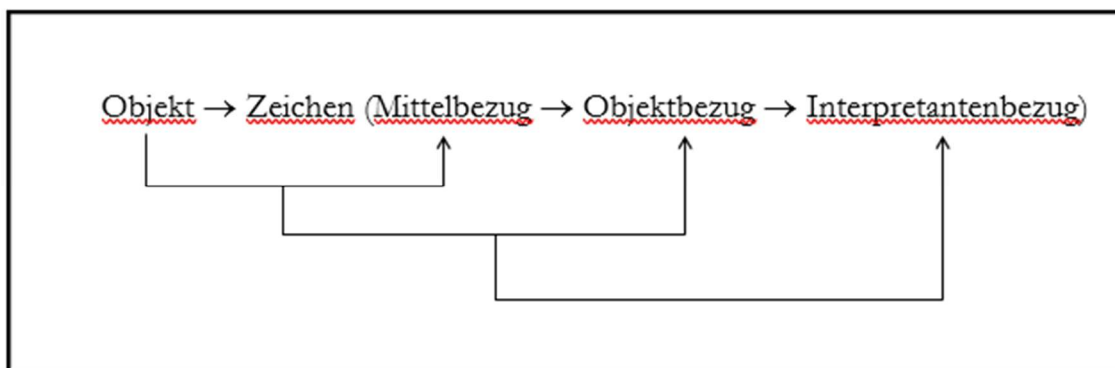 Objekt → Zeichen (Mittelbezug → Objektbezug → Interpretantenbezug)